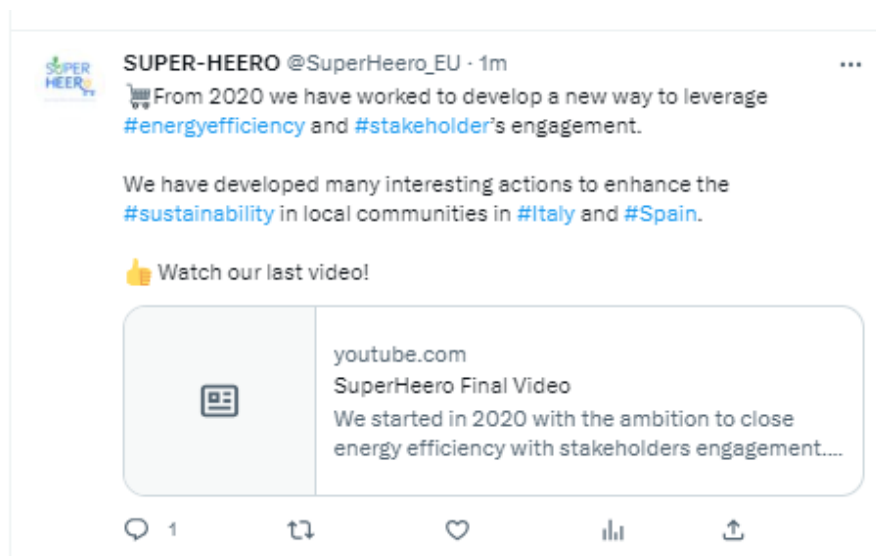 SUPER HEERO
SUPER-HEERO @SuperHeero_EU · 1m
From 2020 we have worked to develop a new way to leverage
#energyefficiency and #stakeholder's engagement.
We have developed many interesting actions to enhance the
#sustainability in local communities in #Italy and #Spain.
Watch our last video!
youtube.com
SuperHeero Final Video
We started in 2020 with the ambition to close
energy efficiency with stakeholders engagement....
1